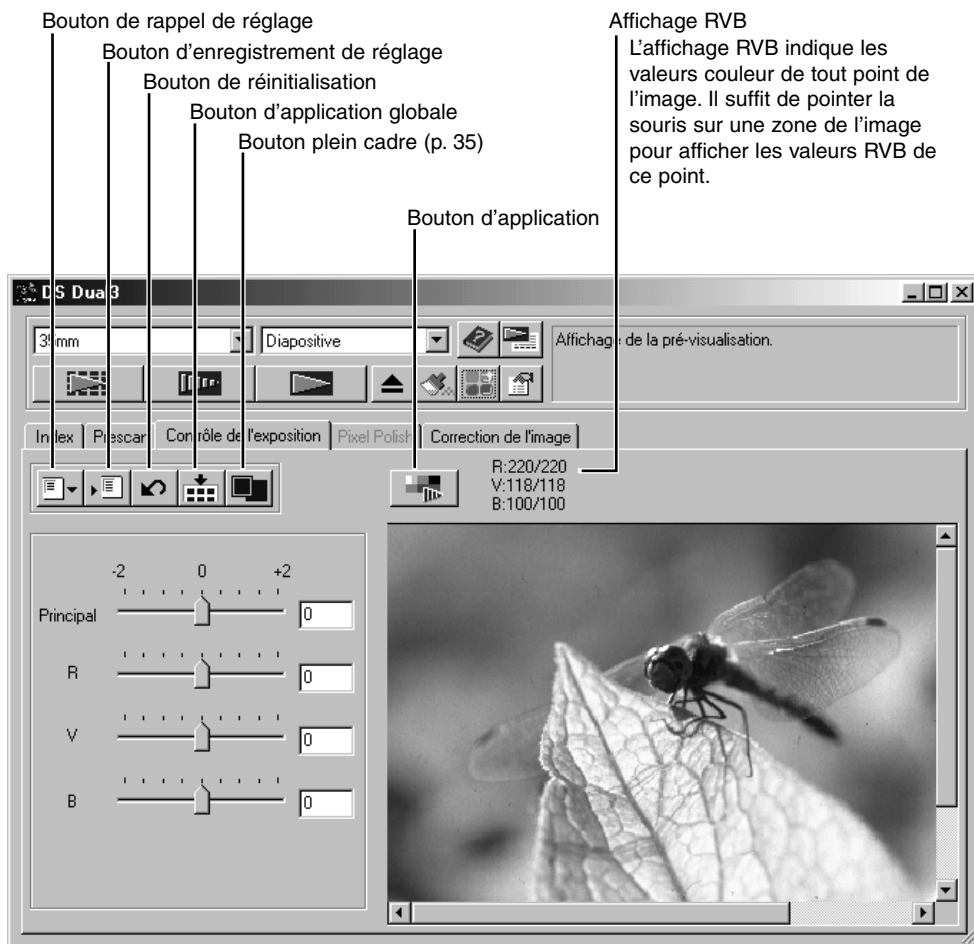 Bouton de rappel de réglage
Bouton d'enregistrement de réglage
Bouton de réinitialisation
Bouton d'application globale
Bouton plein cadre (p. 35)
Affichage RVB
L'affichage RVB indique les
valeurs couleur de tout point de
l'image. Il suffit de pointer la
souris sur une zone de l'image
pour afficher les valeurs RVB de
ce point.
Bouton d'application
DS Dual3
35mm
Diapositive
Affichage de la pré-visualisation.
Index
Prescan
Contrôle de l'exposition
Pixel Polish
Correction de l'image
R:220/220
V:118/118
B:100/100
-2 0 +2
Principal 0
R 0
V 0
B 0